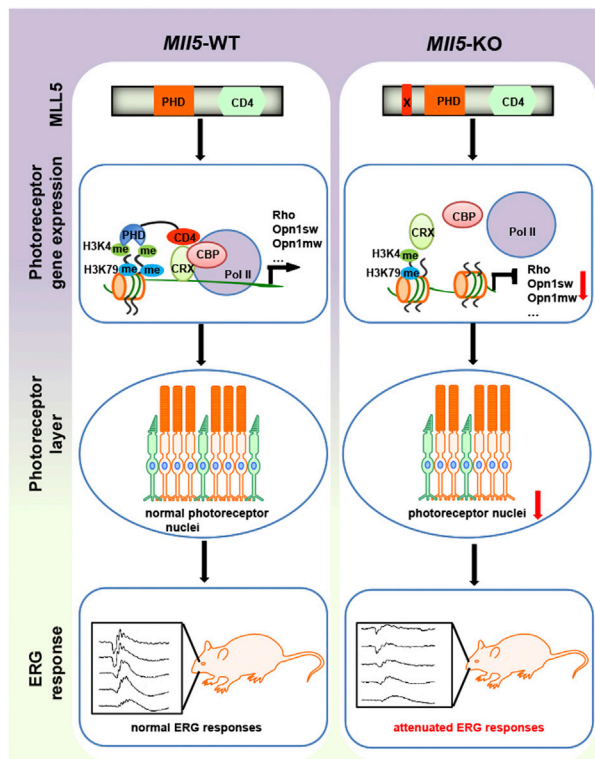 Mll5-WT
Mll5-KO
MLL5
PHD
CD4
X
PHD
CD4
Photoreceptor
gene expression
PHD
H3K4
me
me
H3K79
me
me
CD4
CBP
CRX
Pol II
Rho
Opn1sw
Opn1mw
...
CRX
CBP
Pol II
H3K4
me
H3K79
me
Rho
Opn1sw
Opn1mw
...
Photoreceptor
layer
normal photoreceptor
nuclei
photoreceptor nuclei
ERG
response
normal ERG responses
attenuated ERG responses